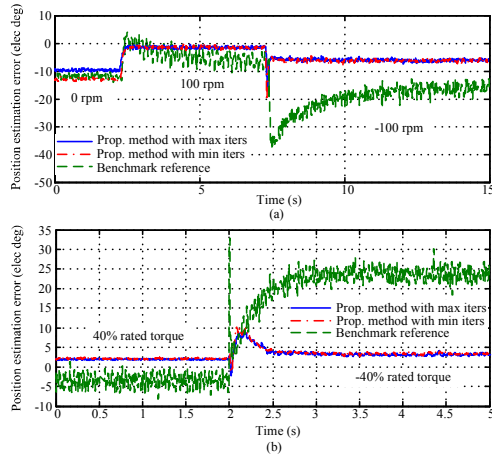 (a)
Position estimation error (elec deg)
10
0
-10
-20
-30
-40
-50
0 rpm
100 rpm
-100 rpm
Prop. method with max iters
Prop. method with min iters
Benchmark reference
0
5
10
15
Time (s)
(a)
Position estimation error (elec deg)
35
30
25
20
15
10
5
0
-5
-10
Prop. method with max iters
Prop. method with min iters
Benchmark reference
40% rated torque
-40% rated torque
0
0.5
1
1.5
2
2.5
3
3.5
4
4.5
5
Time (s)
(b)